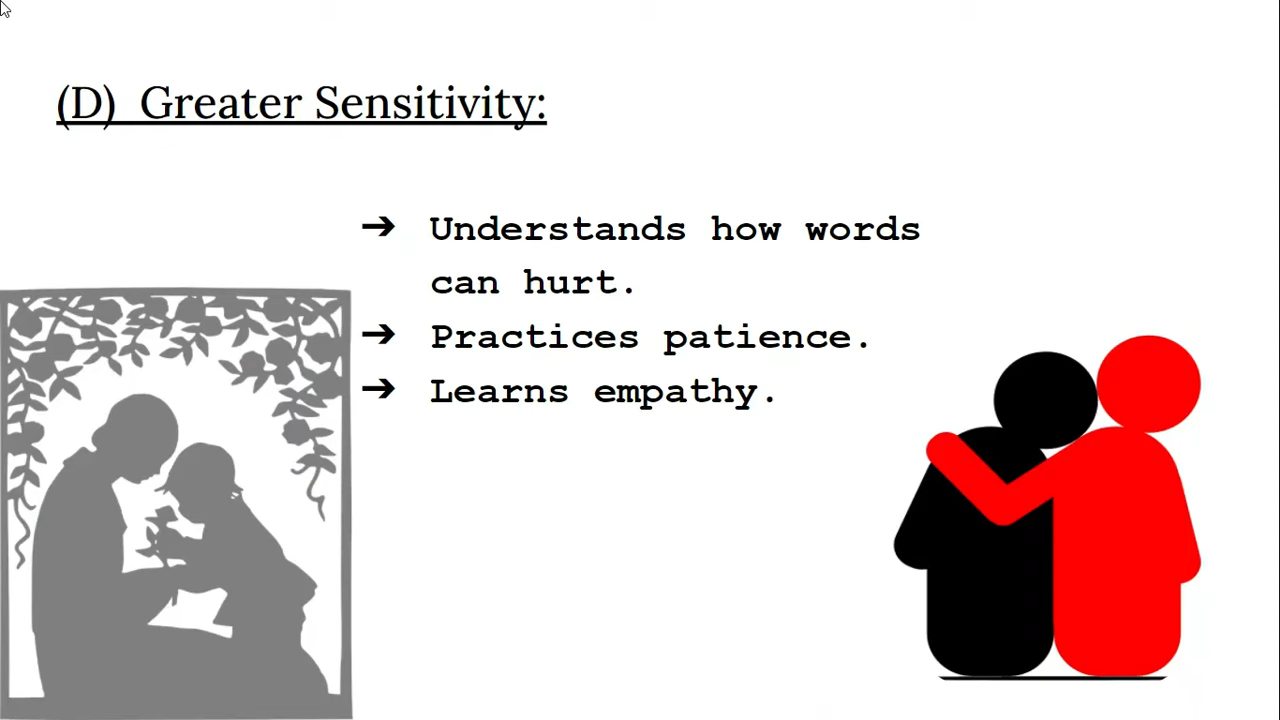 (D) Greater Sensitivity:
➔ Understands how words
can hurt.
➔ Practices patience.
➔ Learns empathy.